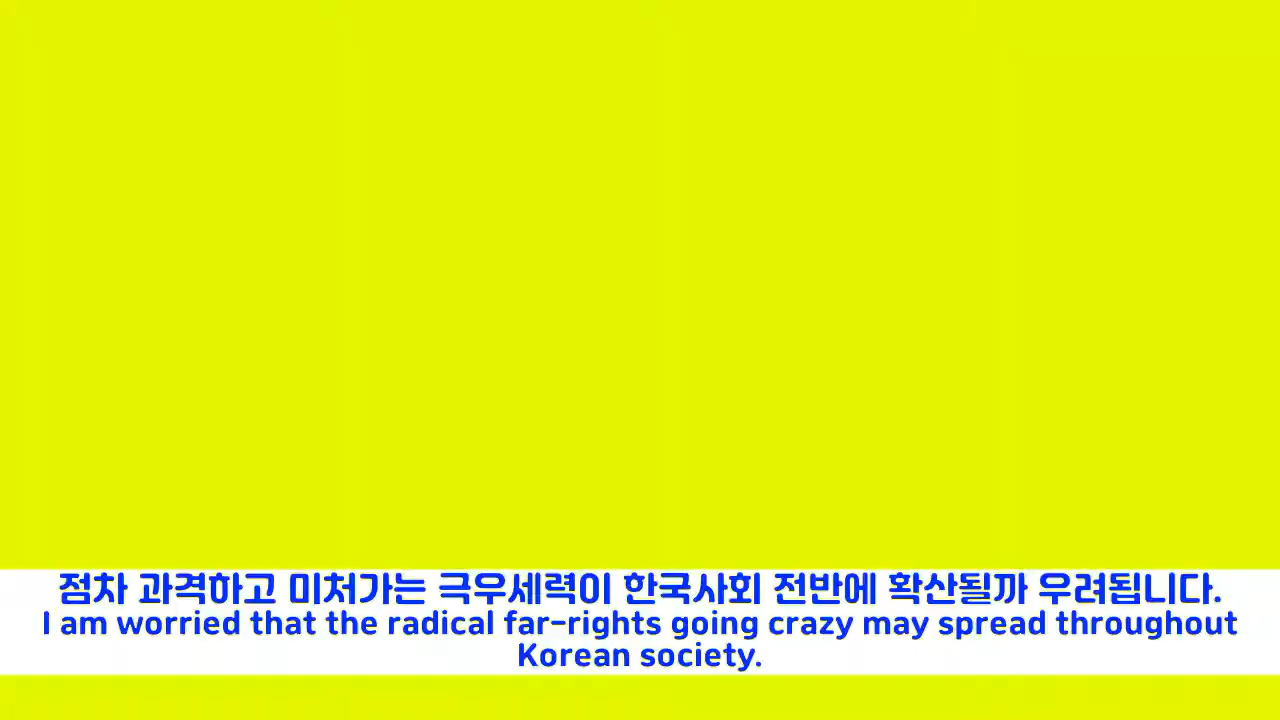 점차 과격하고 미처가는 극우세력이 한국사회 전반에 확산될까 우려됩니다.
I am worried that the radical far-rights going crazy may spread throughout
Korean society.